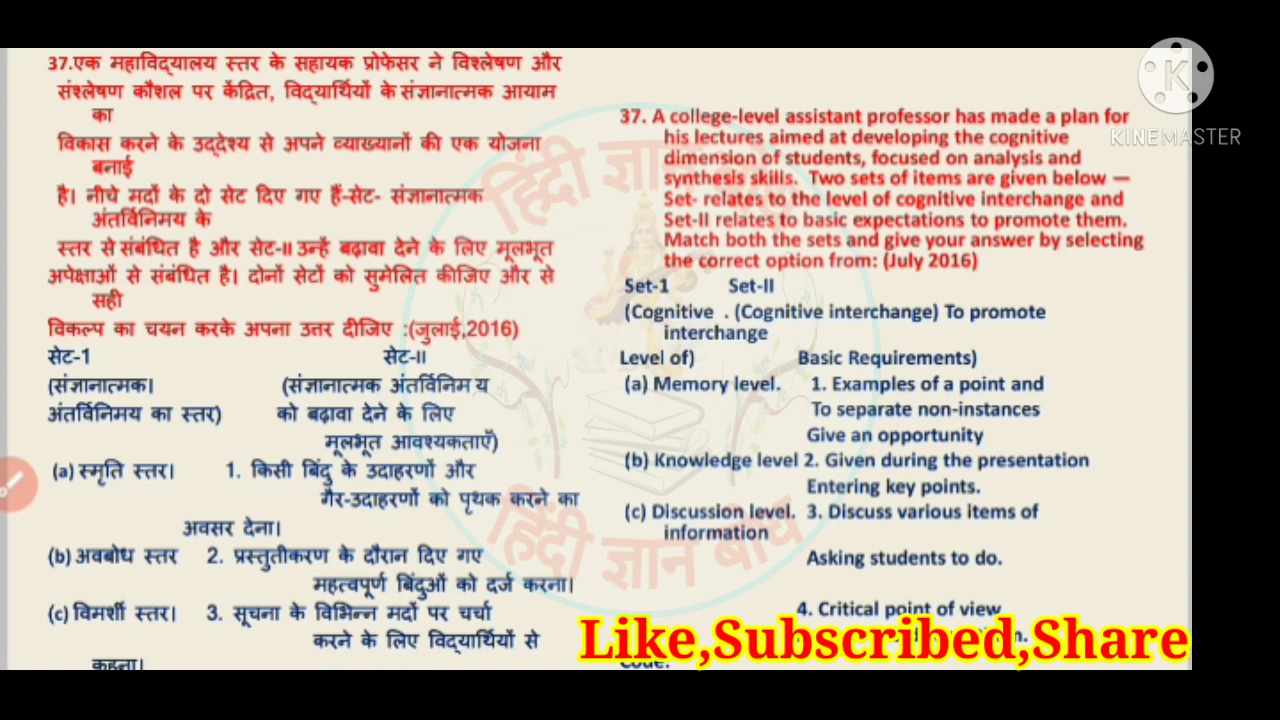 37.एक महाविद्यालय स्तर के सहायक प्रोफेसर ने विश्लेषण और
संश्लेषण कौशल पर केंद्रित, विद्यार्थियों के संज्ञानात्मक आयाम
का
विकास करने के उद्देश्य से अपने व्याख्यानों की एक योजना
बनाई
है। नीचे मदों के दो सेट दिए गए हैं-सेट- संज्ञानात्मक
अंतर्विनिमय के
स्तर से संबंधित है और सेट-॥ उन्हें बढ़ावा देने के लिए मूलभूत
अपेक्षाओं से संबंधित है। दोनों सेटों को सुमेलित कीजिए और से
सही
विकल्प का चयन करके अपना उत्तर दीजिए :(जुलाई,2016)
सेट-1 सेट-॥
(संज्ञानात्मक। (संज्ञानात्मक अंतर्विनिम य
अंतर्विनिमय का स्तर) को बढ़ावा देने के लिए
मूलभूत आवश्यकताएँ)
(a) स्मृति स्तर। 1. किसी बिंदु के उदाहरणों और
गैर-उदाहरणों को पृथक करने का
अवसर देना।
(b) अवबोध स्तर 2. प्रस्तुतीकरण के दौरान दिए गए
महत्वपूर्ण बिंदुओं को दर्ज करना।
(c) विमर्शी स्तर। 3. सूचना के विभिन्न मदों पर चर्चा
करने के लिए विद्यार्थियों से
कहना।
37. A college-level assistant professor has made a plan for
his lectures aimed at developing the cognitive
dimension of students, focused on analysis and
synthesis skills. Two sets of items are given below —
Set- relates to the level of cognitive interchange and
Set-II relates to basic expectations to promote them.
Match both the sets and give your answer by selecting
the correct option from: (July 2016)
Set-1 Set-II
(Cognitive . (Cognitive interchange) To promote
interchange
Level of) Basic Requirements)
(a) Memory level. 1. Examples of a point and
To separate non-instances
Give an opportunity
(b) Knowledge level 2. Given during the presentation
Entering key points.
(c) Discussion level. 3. Discuss various items of
information
Asking students to do.
4. Critical point of view
Code:
Like,Subscribed,Share
K
KINEMASTER
हिंदी ज्ञान
हिंदी ज्ञान बोध